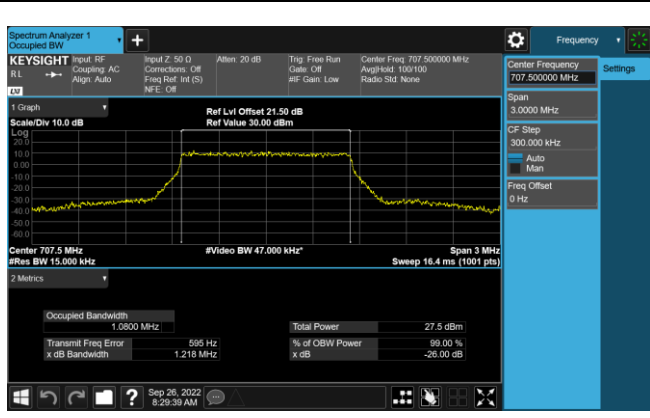 Spectrum Analyzer 1
Occupied BW
+
Frequency
KEYSIGHT
RL
LXI
Input: RF
Coupling: AC
Align: Auto
Input Z: 50 Ω
Corrections: Off
Freq Ref: Int (S)
NFE: Off
Atten: 20 dB
Trig: Free Run
Gate: Off
#IF Gain: Low
Center Freq: 707.500000 MHz
Avg|Hold: 100/100
Radio Std: None
Center Frequency
707.500000 MHz
Settings
Span
3.0000 MHz
CF Step
300.000 kHz
Auto
Man
Freq Offset
0 Hz
1 Graph
Scale/Div 10.0 dB
Ref Lvl Offset 21.50 dB
Ref Value 30.00 dBm
Log
20.0
10.0
0.00
-10.0
-20.0
-30.0
-40.0
-50.0
-60.0
Center 707.5 MHz
#Video BW 47.000 kHz*
Span 3 MHz
#Res BW 15.000 kHz
Sweep 16.4 ms (1001 pts)
2 Metrics
Occupied Bandwidth
1.0800 MHz
Total Power 27.5 dBm
Transmit Freq Error 595 Hz
% of OBW Power 99.00 %
x dB Bandwidth 1.218 MHz
x dB -26.00 dB
?
Sep 26, 2022
8:29:39 AM